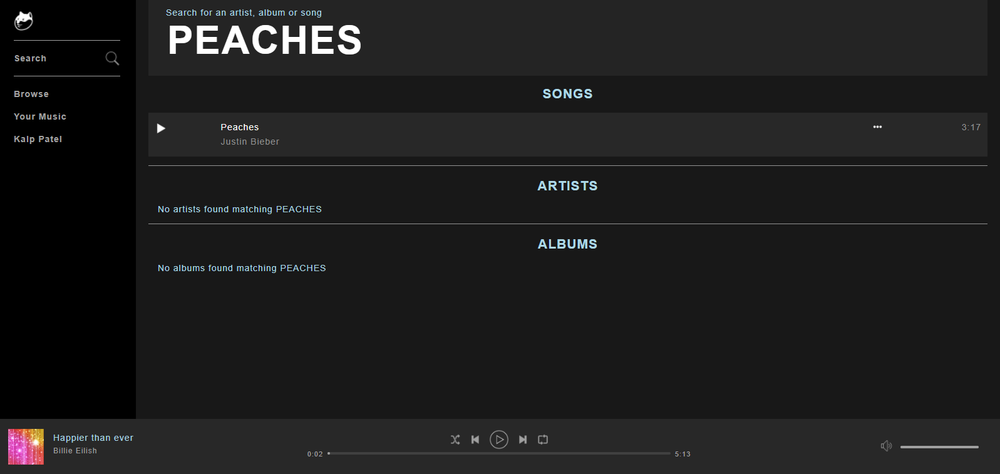 Search
Browse
Your Music
Kalp Patel
Search for an artist, album or song
PEACHES
SONGS
Peaches
Justin Bieber
3:17
ARTISTS
No artists found matching PEACHES
ALBUMS
No albums found matching PEACHES
Happier than ever
Billie Eilish
0:02
5:13